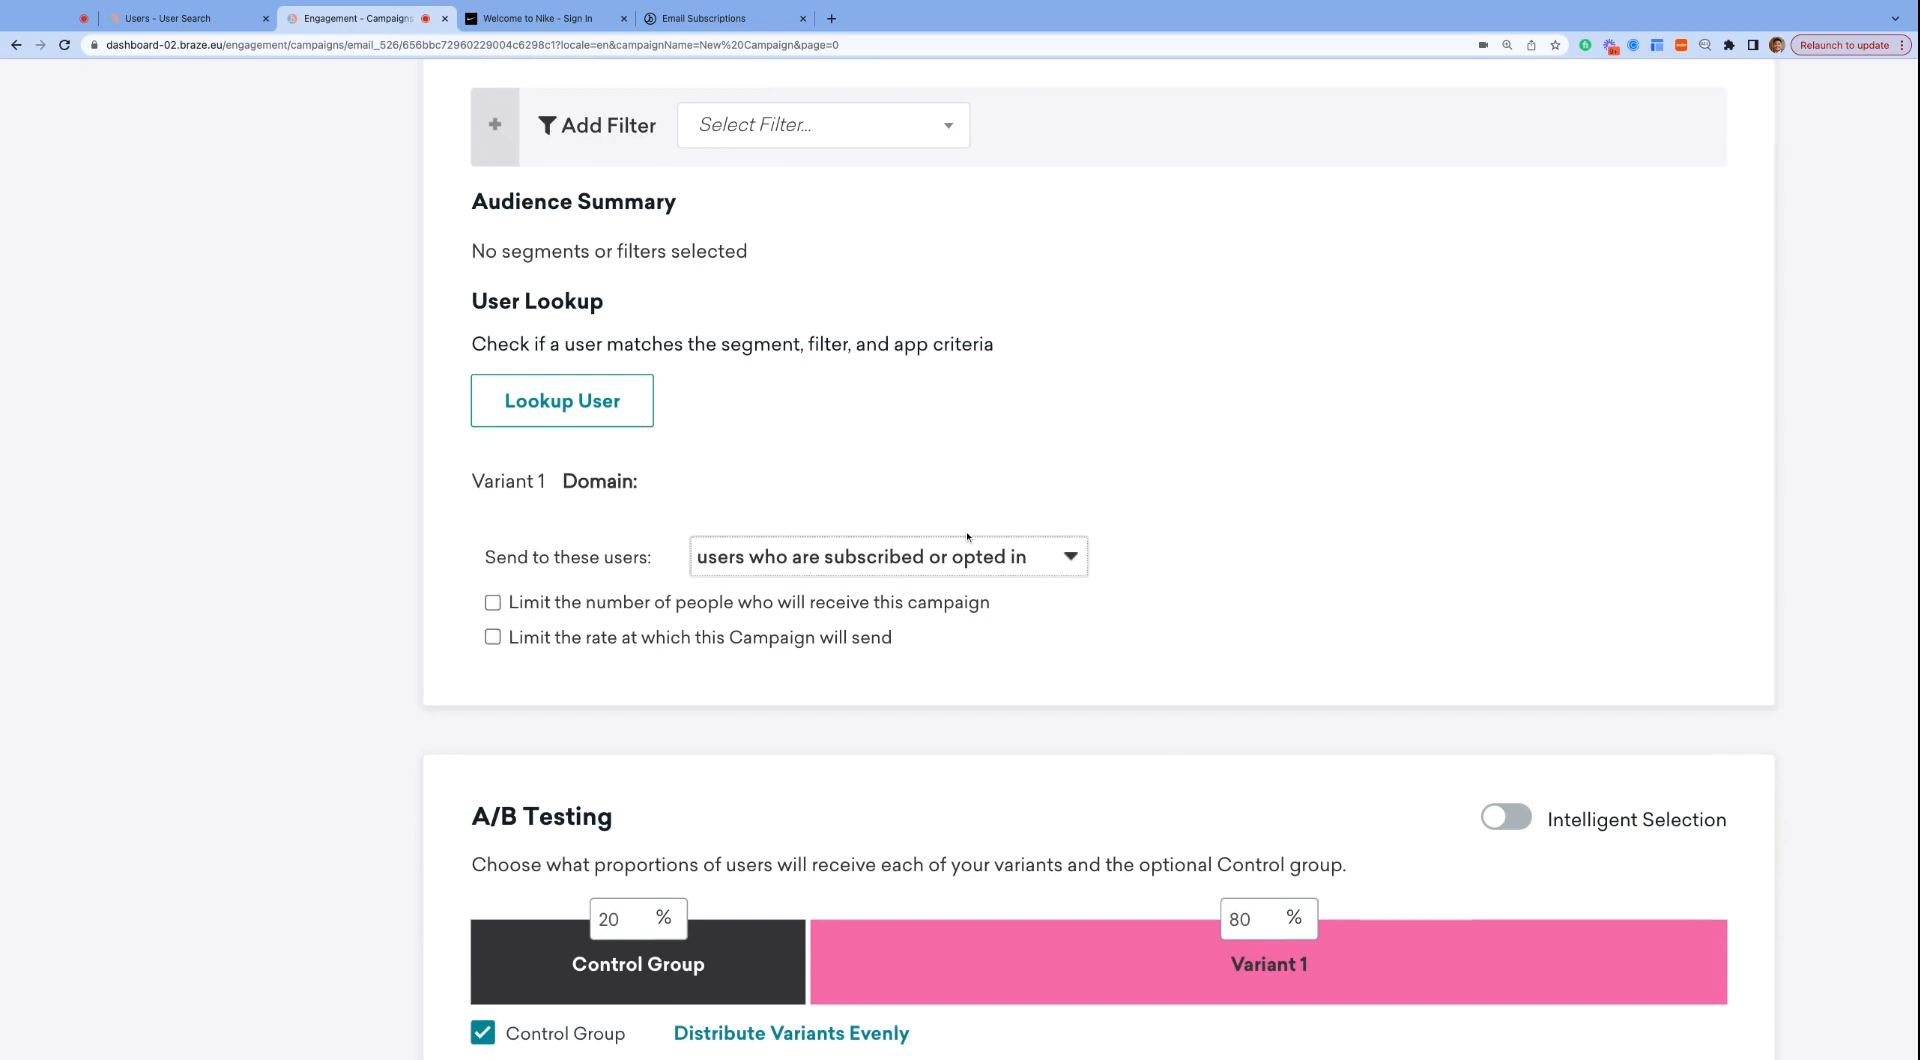 Users - User Search
Engagement - Campaigns
Welcome to Nike - Sign In
Email Subscriptions
dashboard-02.braze.eu/engagement/campaigns/email_526/656bbc72960229004c6298c1?locale=en&campaignName=New%20Campaign&page=0
Relaunch to update
Add Filter
Select Filter...
Audience Summary
No segments or filters selected
User Lookup
Check if a user matches the segment, filter, and app criteria
Lookup User
Variant 1 Domain:
Send to these users: users who are subscribed or opted in
Limit the number of people who will receive this campaign
Limit the rate at which this Campaign will send
A/B Testing
Intelligent Selection
Choose what proportions of users will receive each of your variants and the optional Control group.
20 %
80 %
Control Group
Variant 1
Control Group
Distribute Variants Evenly